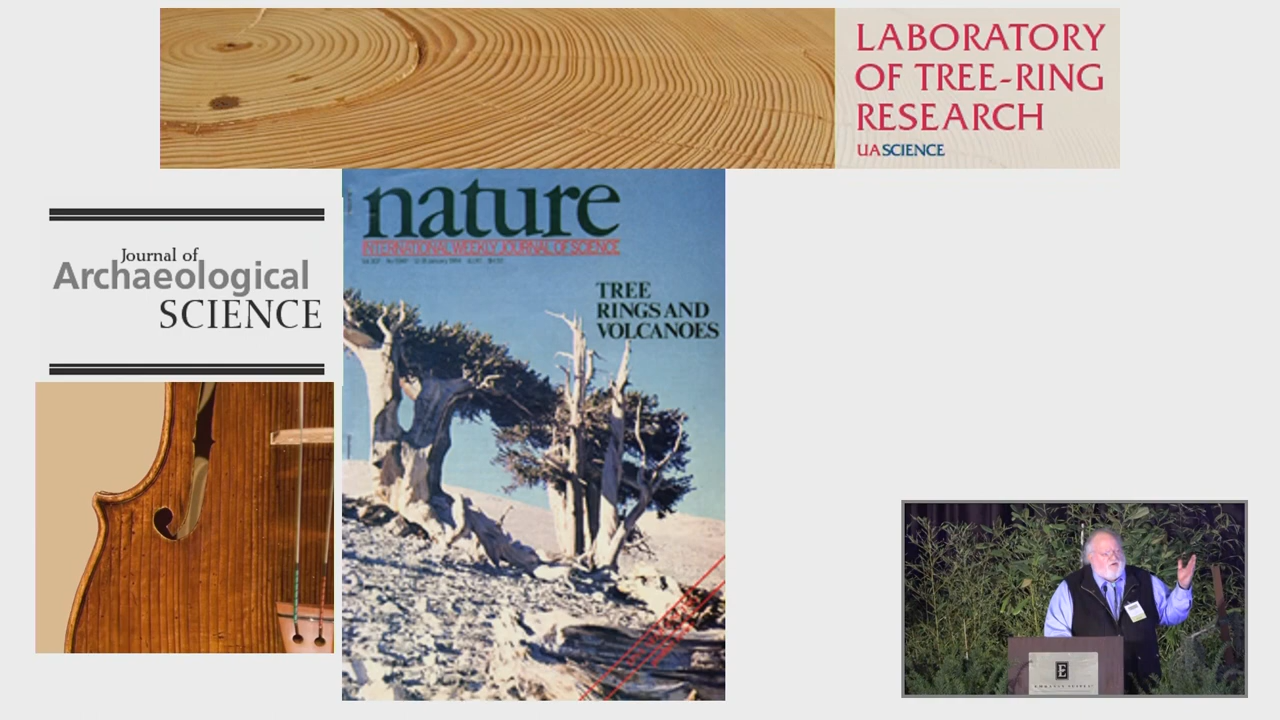 LABORATORY
OF TREE-RING
RESEARCH
UASCIENCE
Journal of
Archaeological
SCIENCE
nature
INTERNATIONAL WEEKLY JOURNAL OF SCIENCE
TREE
RINGS AND
VOLCANOES
E